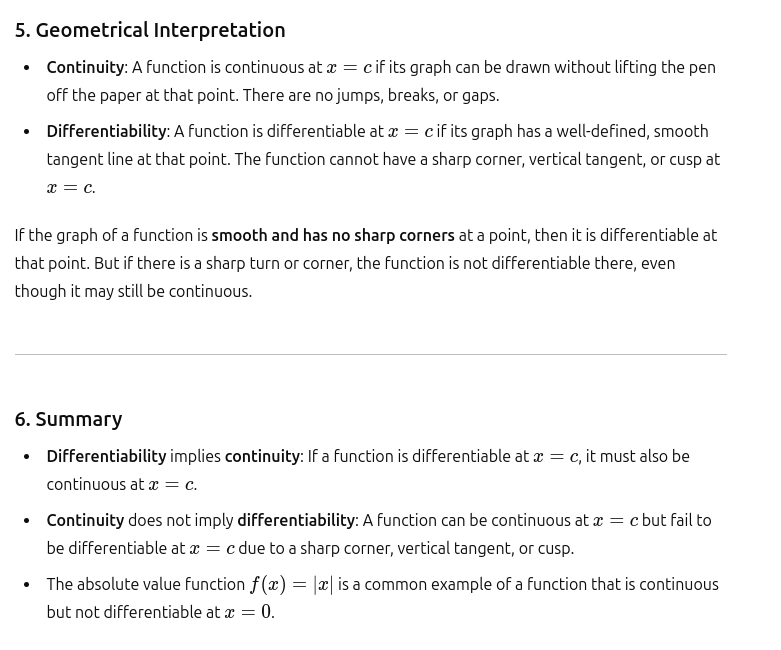 5. Geometrical Interpretation
• Continuity: A function is continuous at x = c if its graph can be drawn without lifting the pen
off the paper at that point. There are no jumps, breaks, or gaps.
• Differentiability: A function is differentiable at x = c if its graph has a well-defined, smooth
tangent line at that point. The function cannot have a sharp corner, vertical tangent, or cusp at
x = c.
If the graph of a function is smooth and has no sharp corners at a point, then it is differentiable at
that point. But if there is a sharp turn or corner, the function is not differentiable there, even
though it may still be continuous.
6. Summary
• Differentiability implies continuity: If a function is differentiable at x = c, it must also be
continuous at x = c.
• Continuity does not imply differentiability: A function can be continuous at x = c but fail to
be differentiable at x = c due to a sharp corner, vertical tangent, or cusp.
• The absolute value function f(x) = |x| is a common example of a function that is continuous
but not differentiable at x = 0.